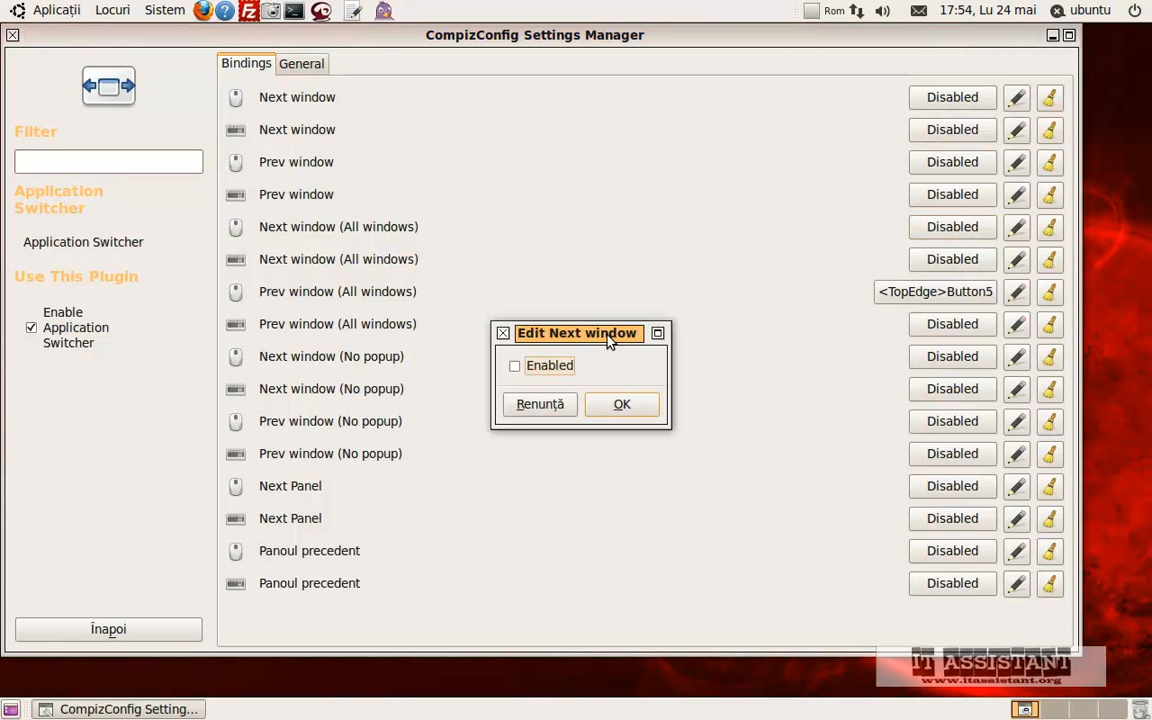 Aplicații Locuri Sistem Rom 17:54, Lu 24 mai ubuntu
CompizConfig Settings Manager
Bindings General
Filter
Application
Switcher
Application Switcher
Use This Plugin
Enable
Application
Switcher
Înapoi
Next window Disabled
Next window Disabled
Prev window Disabled
Prev window Disabled
Next window (All windows) Disabled
Next window (All windows) Disabled
Prev window (All windows) <TopEdge>Button5
Prev window (All windows) Disabled
Next window (No popup) Disabled
Next window (No popup) Disabled
Prev window (No popup) Disabled
Prev window (No popup) Disabled
Next Panel Disabled
Next Panel Disabled
Panoul precedent Disabled
Panoul precedent Disabled
Edit Next window
Enabled
Renunță OK
IT ASSISTANT
www.itassistant.org
CompizConfig Setting...